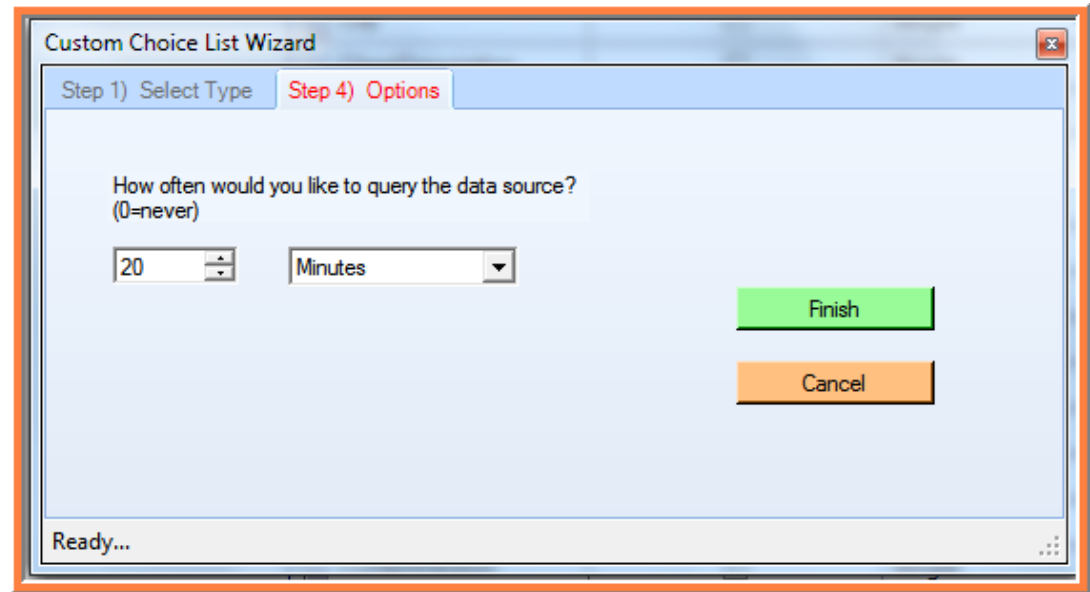 Custom Choice List Wizard
Step 1) Select Type
Step 4) Options
How often would you like to query the data source?
(0=never)
20
Minutes
Finish
Cancel
Ready...